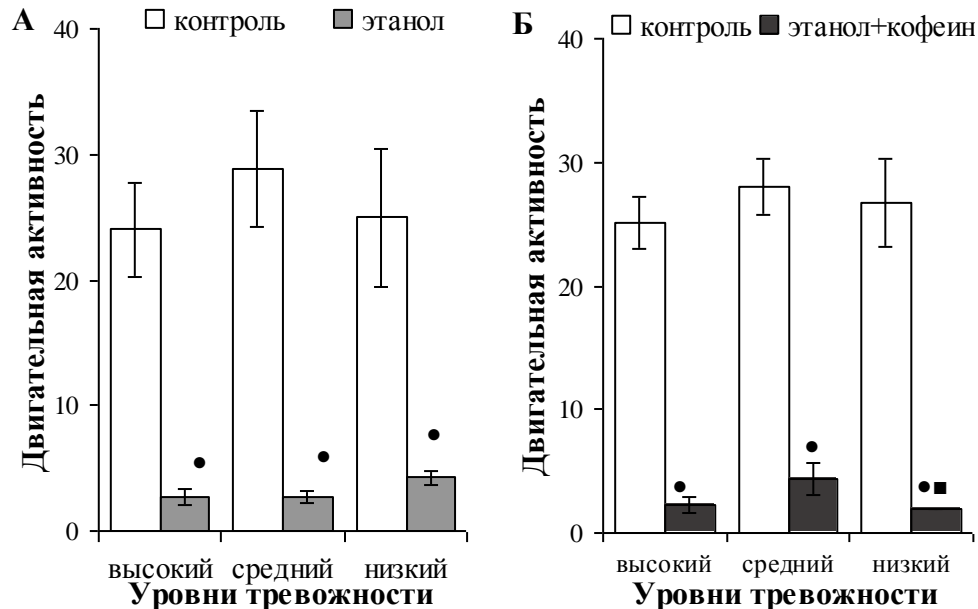 А
контроль
этанол
40
30
20
10
0
Двигательная активность
высокий средний низкий
Уровни тревожности
Б
контроль
этанол+кофеин
40
30
20
10
0
Двигательная активность
высокий средний низкий
Уровни тревожности